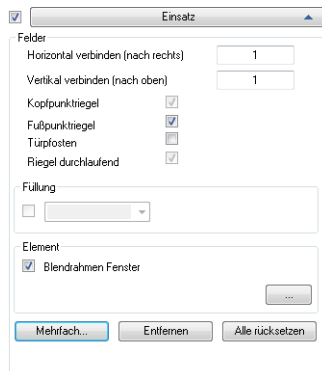 Einsatz
Felder
Horizontal verbinden (nach rechts) 1
Vertikal verbinden (nach oben) 1
Kopfpunktriegel
Fußpunktriegel
Türpfosten
Riegel durchlaufend
Füllung
Element
Blendrahmen Fenster
...
Mehrfach... Entfernen Alle rücksetzen